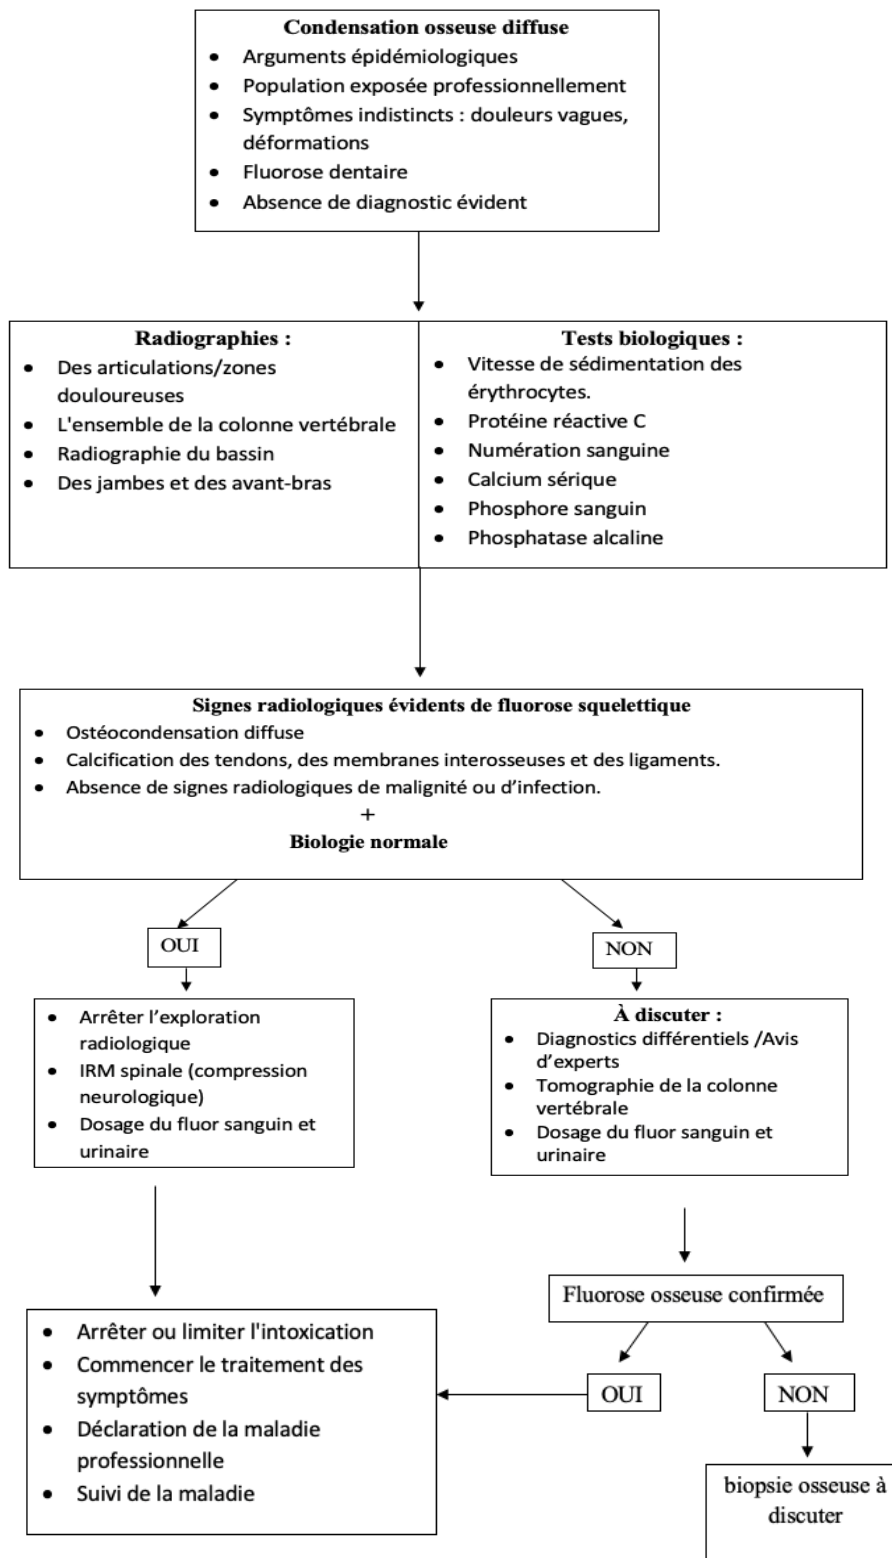 Condensation osseuse diffuse
• Arguments épidémiologiques
• Population exposée professionnellement
• Symptômes indistincts : douleurs vagues,
déformations
• Fluorose dentaire
• Absence de diagnostic évident
Radiographies :
• Des articulations/zones
douloureuses
• L'ensemble de la colonne vertébrale
• Radiographie du bassin
• Des jambes et des avant-bras
Tests biologiques :
• Vitesse de sédimentation des
érythrocytes.
• Protéine réactive C
• Numération sanguine
• Calcium sérique
• Phosphore sanguin
• Phosphatase alcaline
Signes radiologiques évidents de fluorose squelettique
• Ostéocondensation diffuse
• Calcification des tendons, des membranes interosseuses et des ligaments.
• Absence de signes radiologiques de malignité ou d’infection.
+
Biologie normale
OUI
NON
• Arrêter l’exploration
radiologique
• IRM spinale (compression
neurologique)
• Dosage du fluor sanguin et
urinaire
À discuter :
• Diagnostics différentiels /Avis
d’experts
• Tomographie de la colonne
vertébrale
• Dosage du fluor sanguin et
urinaire
Fluorose osseuse confirmée
• Arrêter ou limiter l'intoxication
• Commencer le traitement des
symptômes
• Déclaration de la maladie
professionnelle
• Suivi de la maladie
OUI
NON
biopsie osseuse à
discuter